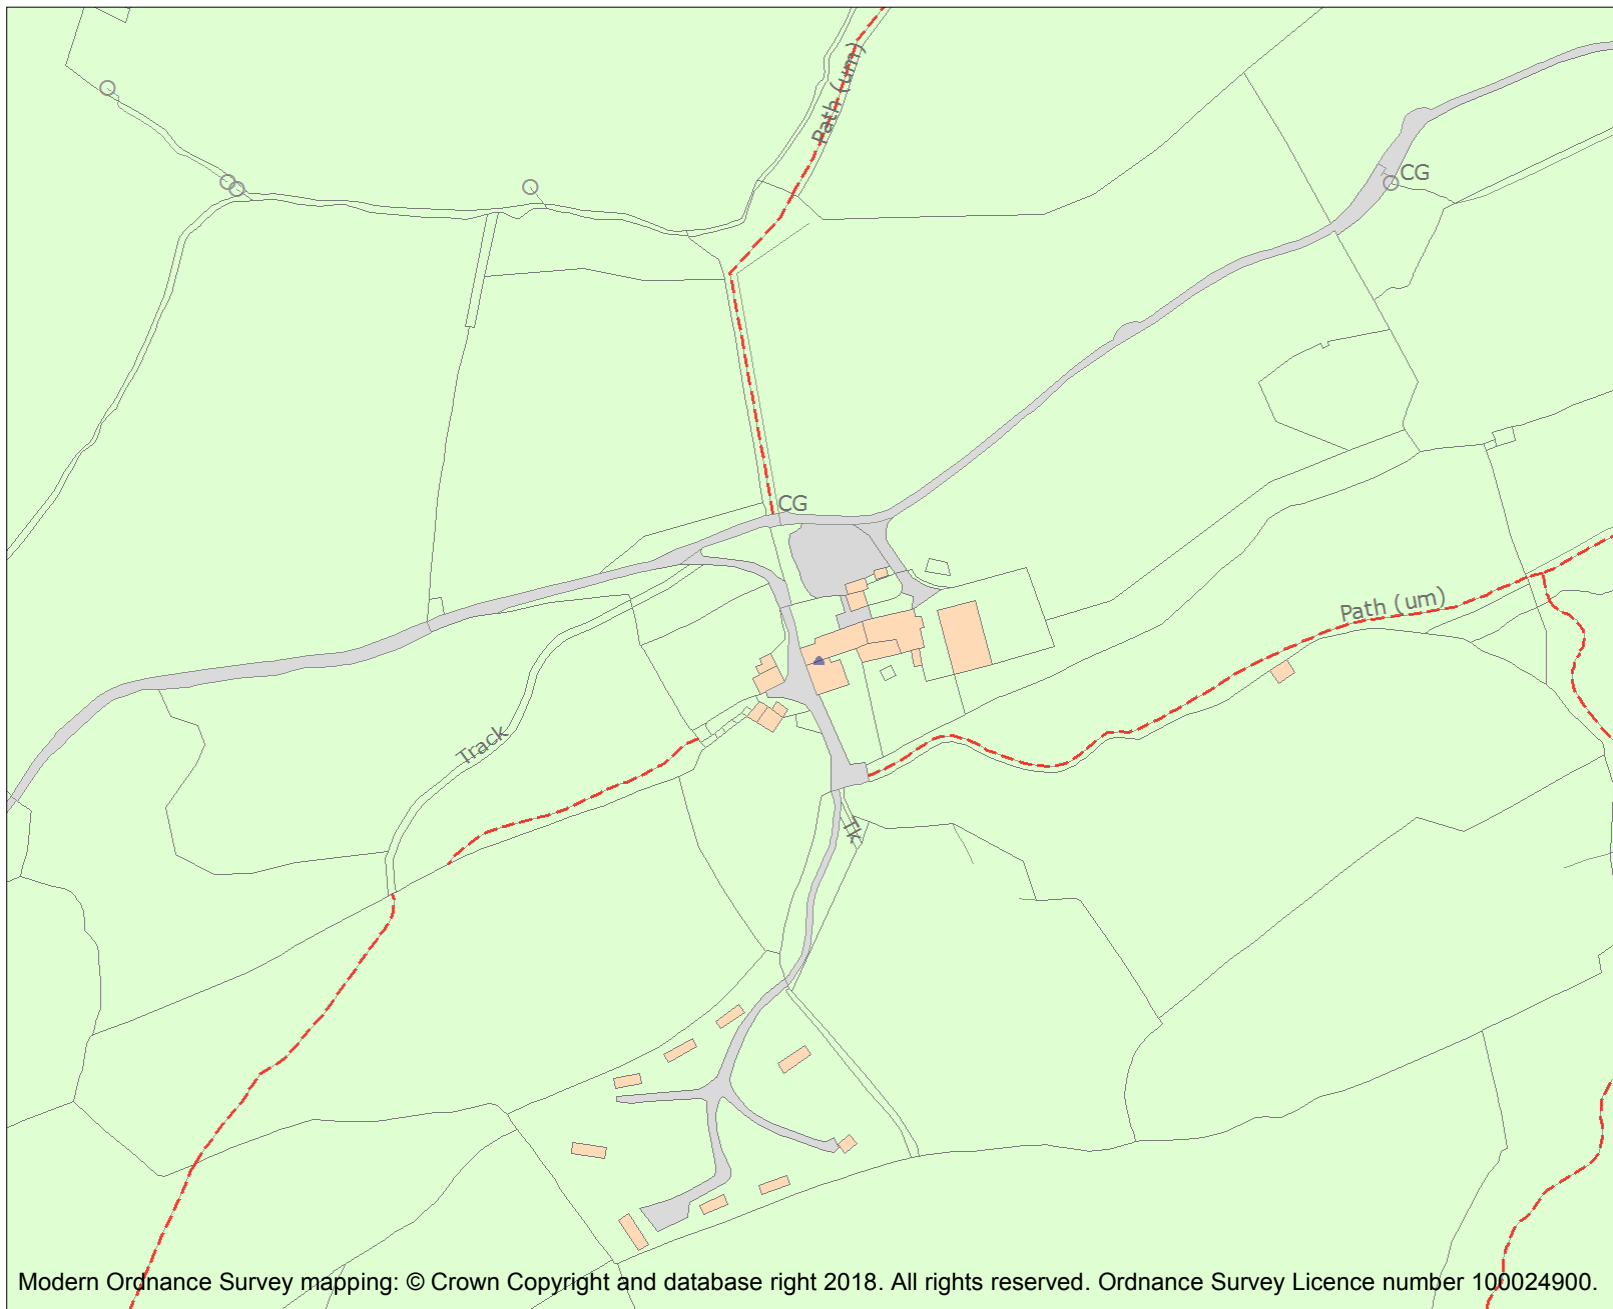 Path (um)
CG
CG
Path (um)
Track
Tk
Modern Ordnance Survey mapping: © Crown Copyright and database right 2018. All rights reserved. Ordnance Survey Licence number 100024900.